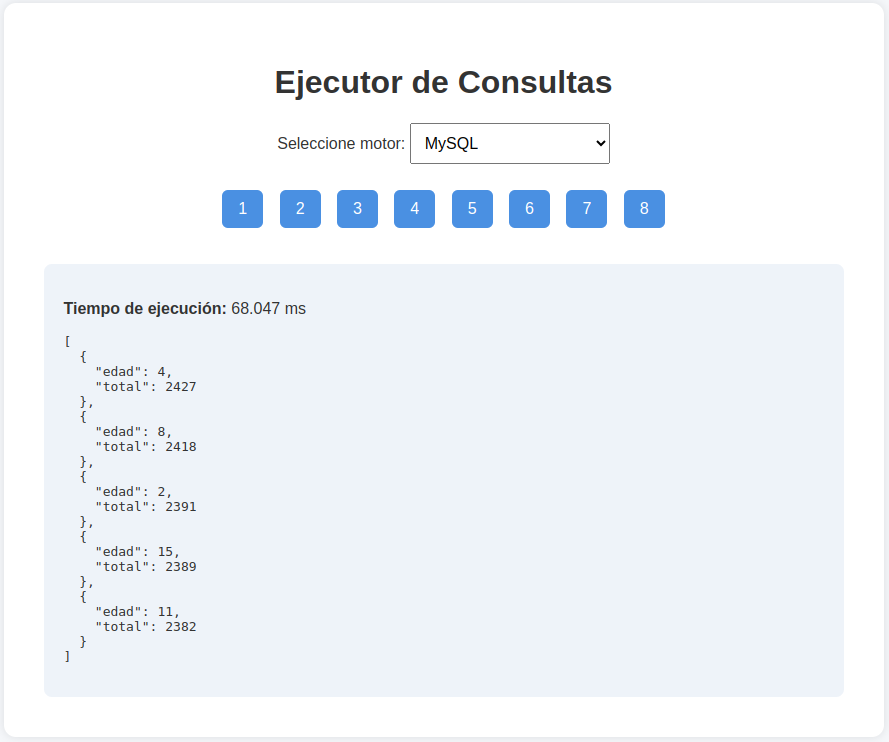 Ejecutor de Consultas
Seleccione motor: MySQL
1 2 3 4 5 6 7 8
Tiempo de ejecución: 68.047 ms
[
  {
    "edad": 4,
    "total": 2427
  },
  {
    "edad": 8,
    "total": 2418
  },
  {
    "edad": 2,
    "total": 2391
  },
  {
    "edad": 15,
    "total": 2389
  },
  {
    "edad": 11,
    "total": 2382
  }
]